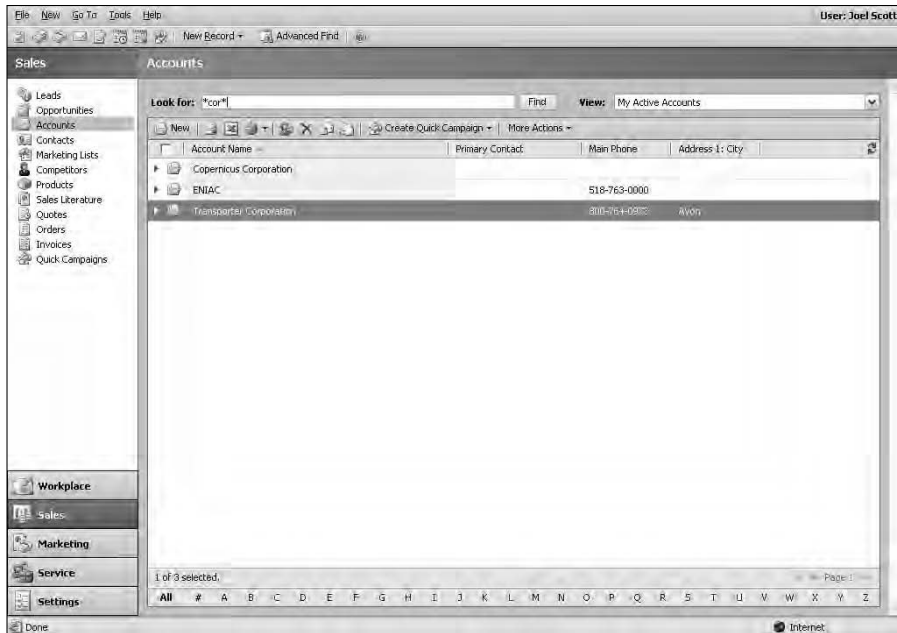 File New Go To Tools Help User: Joel Scott
New Record Advanced Find
Sales Accounts
Leads
Opportunities
Accounts
Contacts
Marketing Lists
Competitors
Products
Sales Literature
Quotes
Orders
Invoices
Quick Campaigns
Look for: *cor* Find View: My Active Accounts
New Create Quick Campaign More Actions
Account Name Primary Contact Main Phone Address 1: City
Copernicus Corporation
ENIAC 518-763-0000
Transporter Corporation Avon
1 of 3 selected. Page 1
All # A B C D E F G H I J K L M N O P Q R S T U V W X Y Z
Workplace
Sales
Marketing
Service
Settings
Done Internet